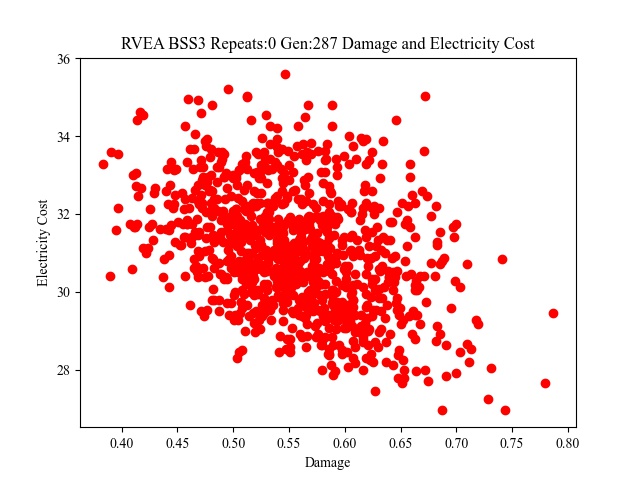 RVEA BSS3 Repeats:0 Gen:287 Damage and Electricity Cost
Electricity Cost
36
34
32
30
28
0.40 0.45 0.50 0.55 0.60 0.65 0.70 0.75 0.80
Damage